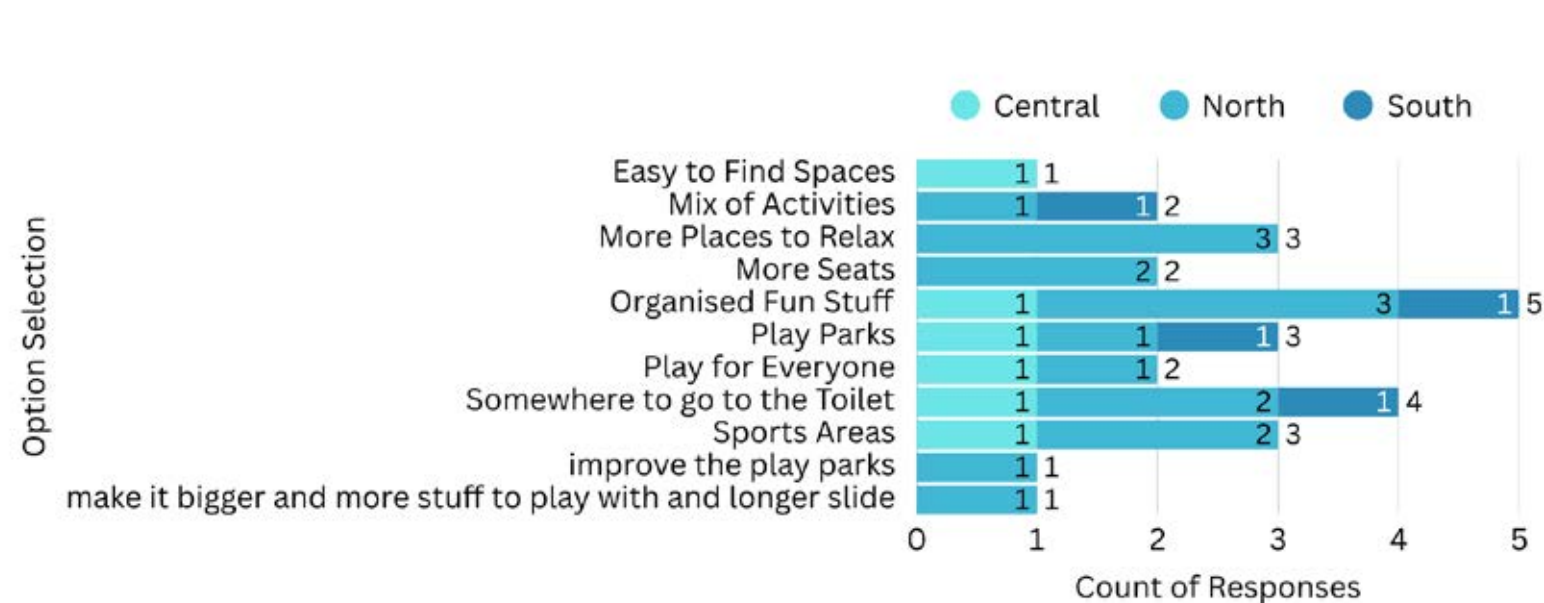 Central North South
Easy to Find Spaces 1 1
Mix of Activities 1 1 2
More Places to Relax 3 3
More Seats 2 2
Organised Fun Stuff 1 3 1 5
Play Parks 1 1 1 3
Play for Everyone 1 1 2
Somewhere to go to the Toilet 1 2 1 4
Sports Areas 1 2 3
improve the play parks 1 1
make it bigger and more stuff to play with and longer slide 1 1
Option Selection
0 1 2 3 4 5
Count of Responses